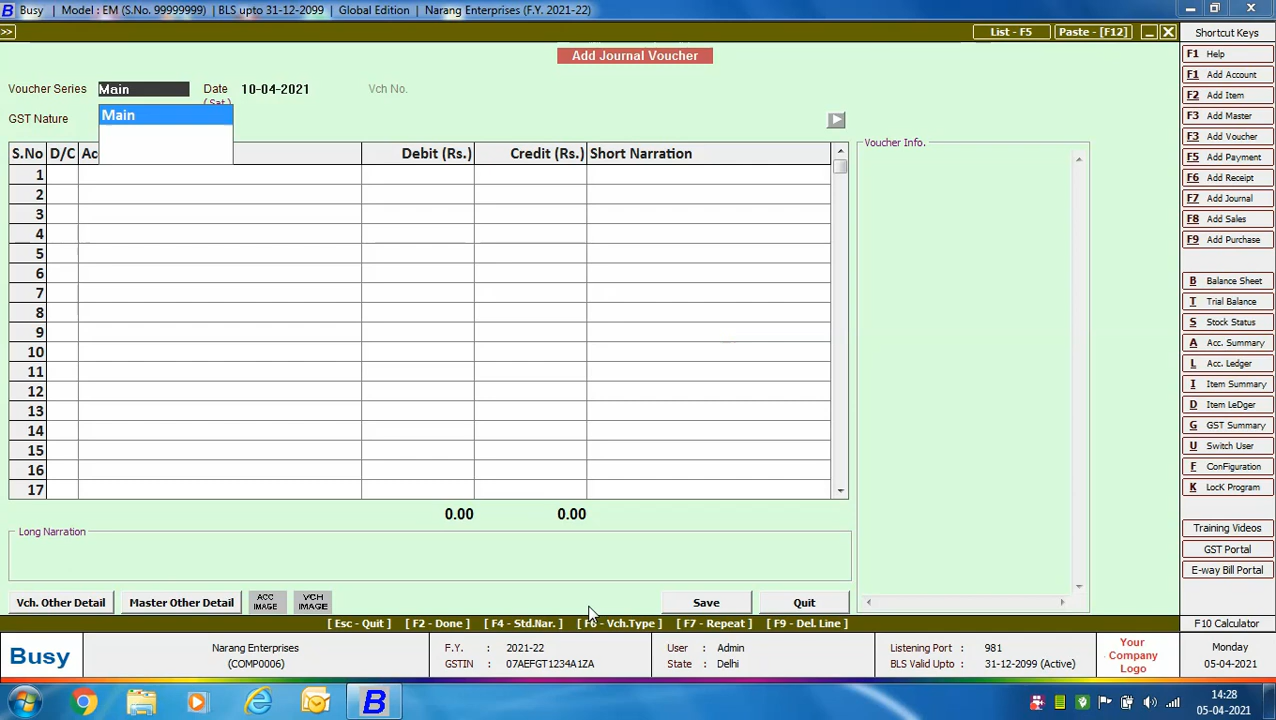 Busy Model : EM (S.No. 99999999) BLS upto 31-12-2099 Global Edition Narang Enterprises (F.Y. 2021-22)
>> List - F5 Paste - [F12]
Add Journal Voucher
Voucher Series Main Date 10-04-2021 Vch No.
(Sat)
GST Nature Main
S.No D/C Ac Debit (Rs.) Credit (Rs.) Short Narration
Voucher Info.
1
2
3
4
5
6
7
8
9
10
11
12
13
14
15
16
17
0.00 0.00
Long Narration
Vch. Other Detail Master Other Detail ACC IMAGE VCH IMAGE Save Quit
[ Esc - Quit ] [ F2 - Done ] [ F4 - Std.Nar. ] [ F6 - Vch.Type ] [ F7 - Repeat ] [ F9 - Del. Line ]
Shortcut Keys
F1 Help
F1 Add Account
F2 Add Item
F3 Add Master
F3 Add Voucher
F5 Add Payment
F6 Add Receipt
F7 Add Journal
F8 Add Sales
F9 Add Purchase
B Balance Sheet
T Trial Balance
S Stock Status
A Acc. Summary
L Acc. Ledger
I Item Summary
D Item LeDger
G GST Summary
U Switch User
F ConFiguration
K LocK Program
Training Videos
GST Portal
E-way Bill Portal
F10 Calculator
Busy
Narang Enterprises
(COMP0006)
F.Y. : 2021-22
GSTIN : 07AEFGT1234A1ZA
User : Admin
State : Delhi
Listening Port : 981
BLS Valid Upto : 31-12-2099 (Active)
Your
Company
Logo
Monday
05-04-2021
14:28
05-04-2021